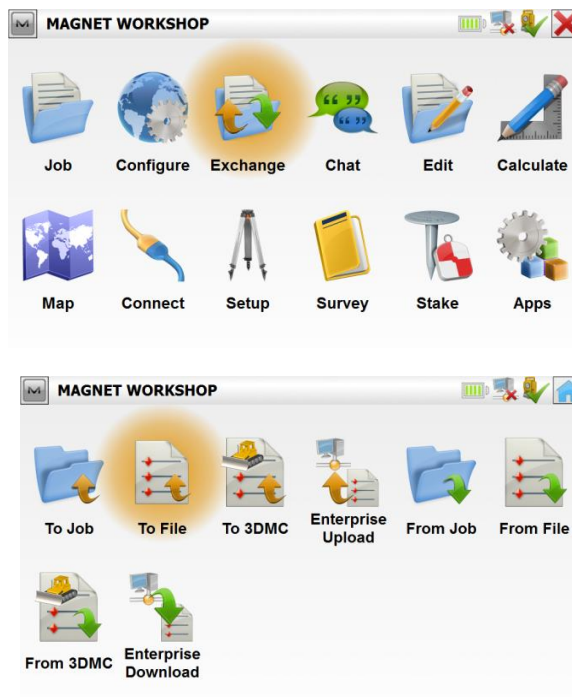 MAGNET WORKSHOP
Job Configure Exchange Chat Edit Calculate
Map Connect Setup Survey Stake Apps
MAGNET WORKSHOP
To Job To File To 3DMC Enterprise Upload From Job From File
From 3DMC Enterprise Download